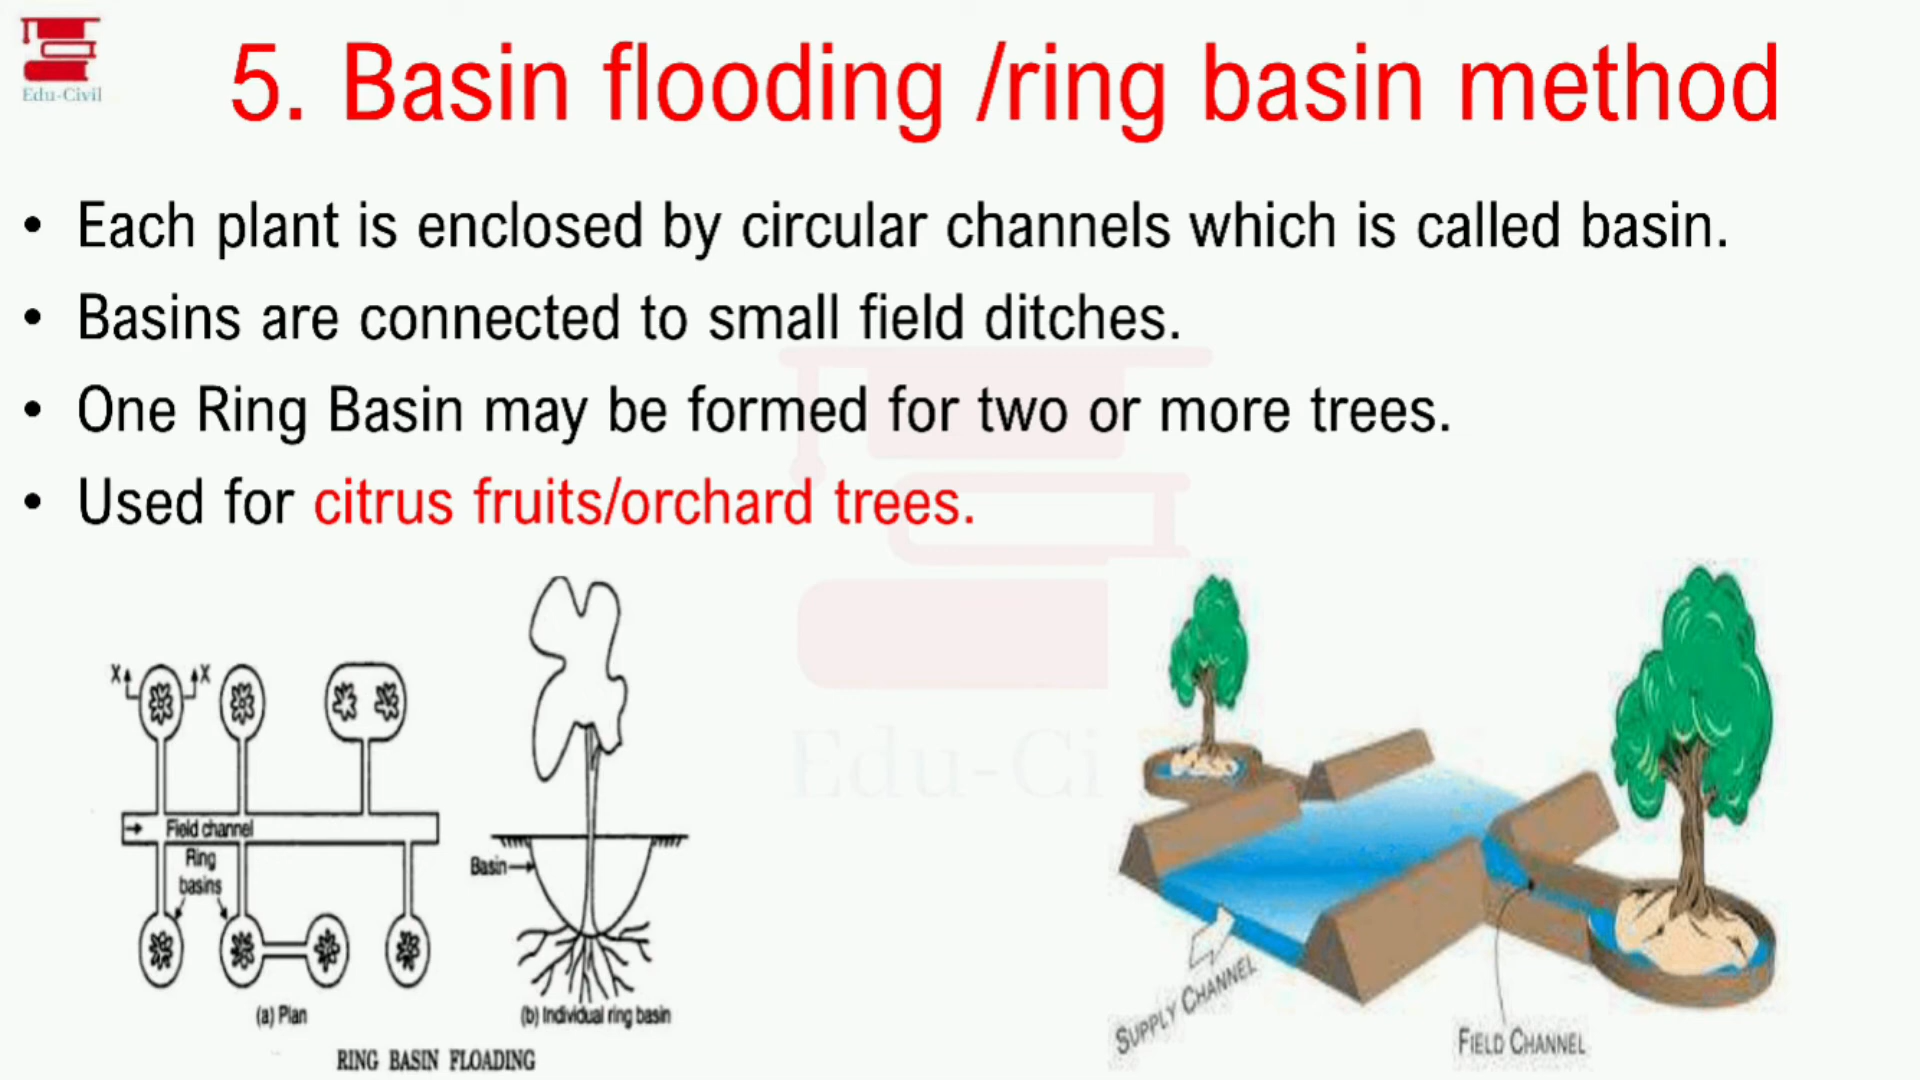 Edu-Civil
5. Basin flooding /ring basin method
• Each plant is enclosed by circular channels which is called basin.
• Basins are connected to small field ditches.
• One Ring Basin may be formed for two or more trees.
• Used for citrus fruits/orchard trees.
Edu-Ci
X X
Field channel
Ring
basins
(a) Plan
Basin
(b) Individual ring basin
RING BASIN FLOADING
SUPPLY CHANNEL
FIELD CHANNEL